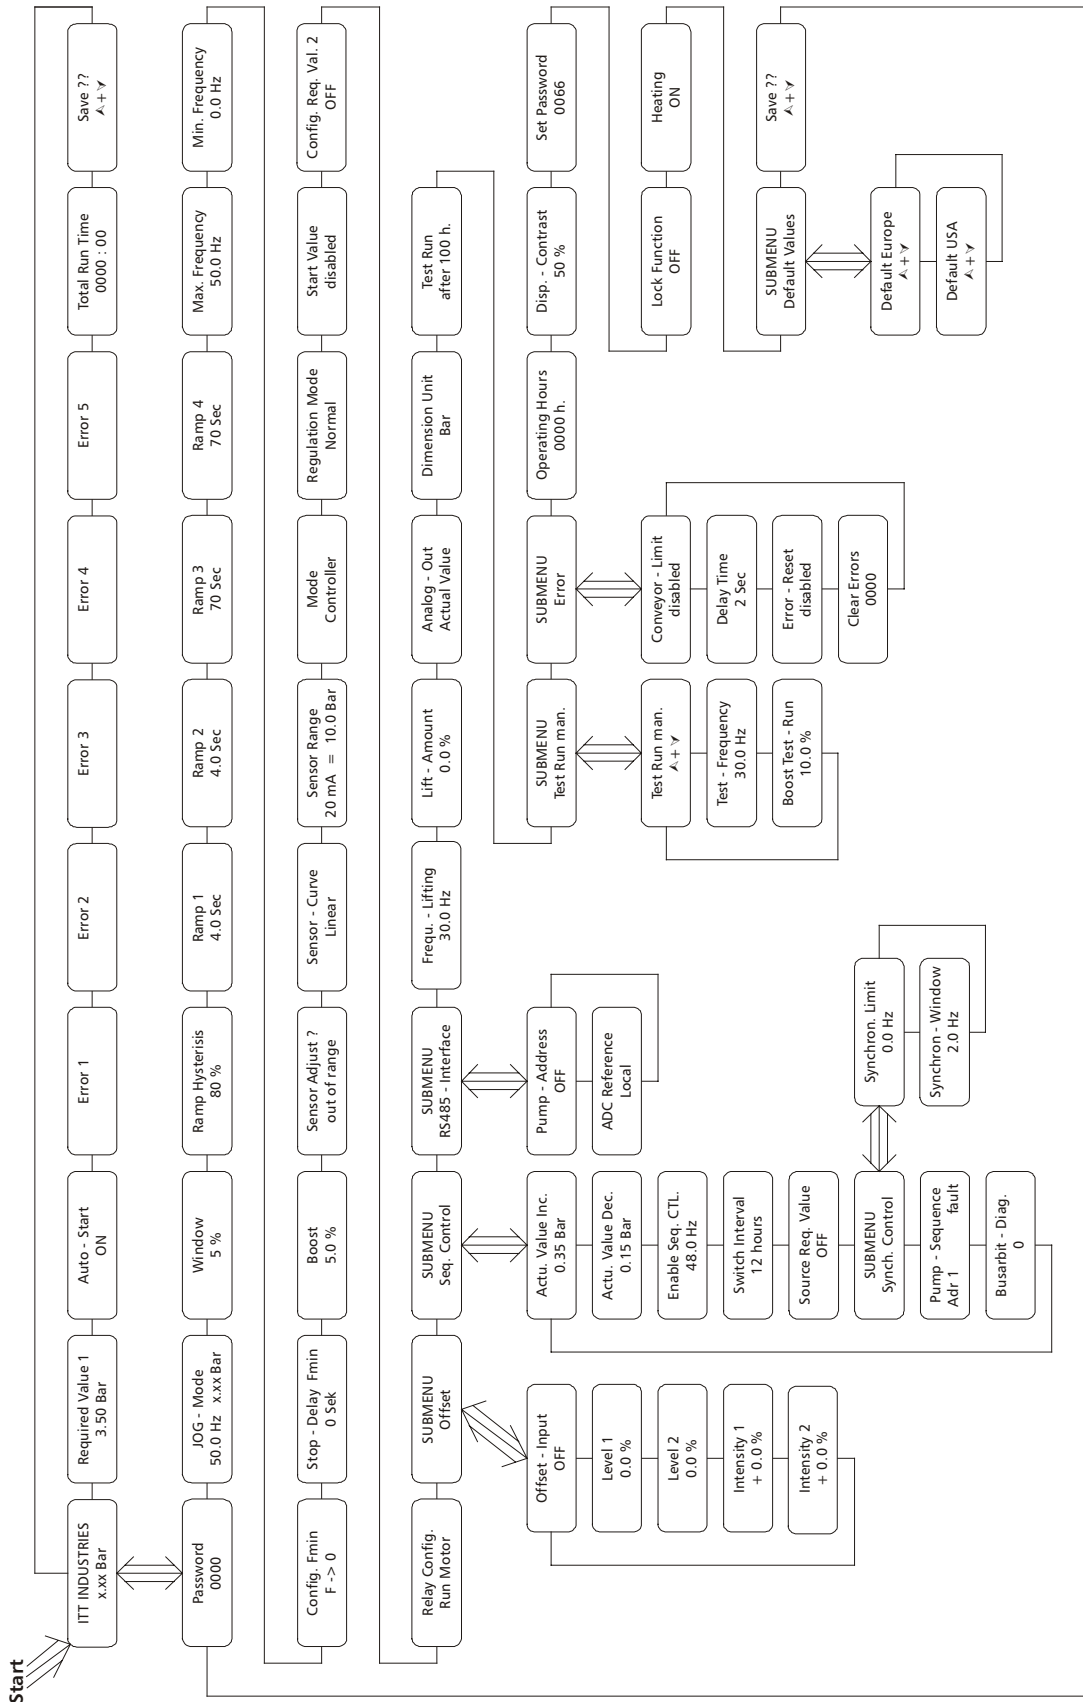 Start
ITT INDUSTRIES
x.xx Bar
Required Value 1
3.50 Bar
Auto - Start
ON
Error 1
Error 2
Error 3
Error 4
Error 5
Total Run Time
0000 : 00
Save ??
⮝ + ⮟
Password
0000
JOG - Mode
50.0 Hz x.xx Bar
Window
5 %
Ramp Hysterisis
80 %
Ramp 1
4.0 Sec
Ramp 2
4.0 Sec
Ramp 3
70 Sec
Ramp 4
70 Sec
Max. Frequency
50.0 Hz
Min. Frequency
0.0 Hz
Config. Fmin
F -> 0
Stop - Delay Fmin
0 Sek
Boost
5.0 %
Sensor Adjust ?
out of range
Sensor - Curve
Linear
Sensor Range
20 mA = 10.0 Bar
Mode
Controller
Regulation Mode
Normal
Start Value
disabled
Config. Req. Val. 2
OFF
Relay Config.
Run Motor
SUBMENU
Offset
SUBMENU
Seq. Control
SUBMENU
RS485 - Interface
Frequ. - Lifting
30.0 Hz
Lift - Amount
0.0 %
Analog - Out
Actual Value
Dimension Unit
Bar
Test Run
after 100 h.
Offset - Input
OFF
Level 1
0.0 %
Level 2
0.0 %
Intensity 1
+ 0.0 %
Intensity 2
+ 0.0 %
Actu. Value Inc.
0.35 Bar
Actu. Value Dec.
0.15 Bar
Enable Seq. CTL.
48.0 Hz
Switch Interval
12 hours
Source Req. Value
OFF
SUBMENU
Synch. Control
Pump - Sequence
Adr 1 fault
Busarbit - Diag.
0
Synchron. Limit
0.0 Hz
Synchron - Window
2.0 Hz
Pump - Address
OFF
ADC Reference
Local
SUBMENU
Test Run man.
SUBMENU
Error
Operating Hours
0000 h.
Disp. - Contrast
50 %
Set Password
0066
Test Run man.
⮝ + ⮟
Test - Frequency
30.0 Hz
Boost Test - Run
10.0 %
Conveyor - Limit
disabled
Delay Time
2 Sec
Error - Reset
disabled
Clear Errors
0000
Lock Function
OFF
Heating
ON
SUBMENU
Default Values
Save ??
⮝ + ⮟
Default Europe
⮝ + ⮟
Default USA
⮝ + ⮟